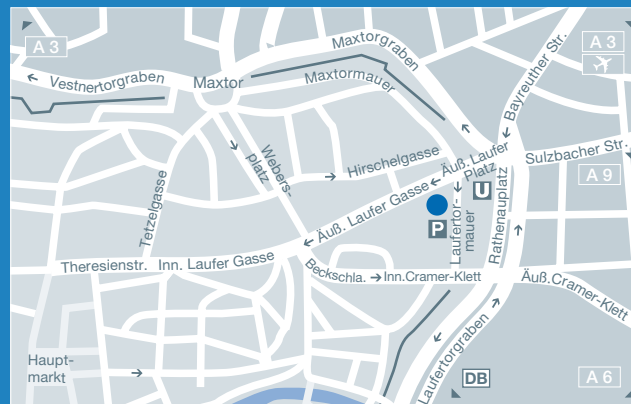 A 3
Maxtorgraben
Bayreuther Str.
A 3
Vestnertorgraben
Maxtor
Maxtormauer
Webers-
platz
Hirschelgasse
Äuß. Laufer
Platz
Sulzbacher Str.
A 9
Tetzelgasse
Äuß. Laufer Gasse
U
P
Laufertor-
mauer
Rathenauplatz
Theresienstr.
Inn. Laufer Gasse
Beckschla.
Inn.Cramer-Klett
Äuß.Cramer-Klett
Laufertorgraben
Haupt-
markt
DB
A 6